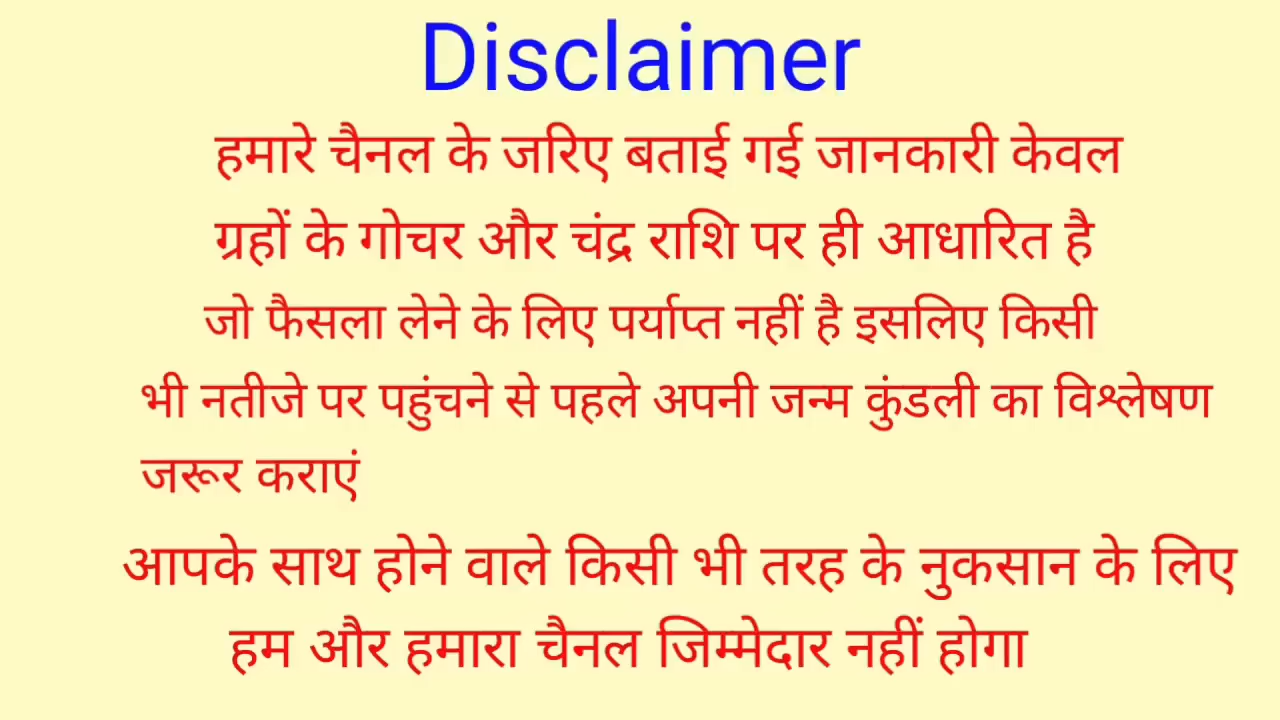 Disclaimer
हमारे चैनल के जरिए बताई गई जानकारी केवल
ग्रहों के गोचर और चंद्र राशि पर ही आधारित है
जो फैसला लेने के लिए पर्याप्त नहीं है इसलिए किसी
भी नतीजे पर पहुंचने से पहले अपनी जन्म कुंडली का विश्लेषण
जरूर कराएं
आपके साथ होने वाले किसी भी तरह के नुकसान के लिए
हम और हमारा चैनल जिम्मेदार नहीं होगा